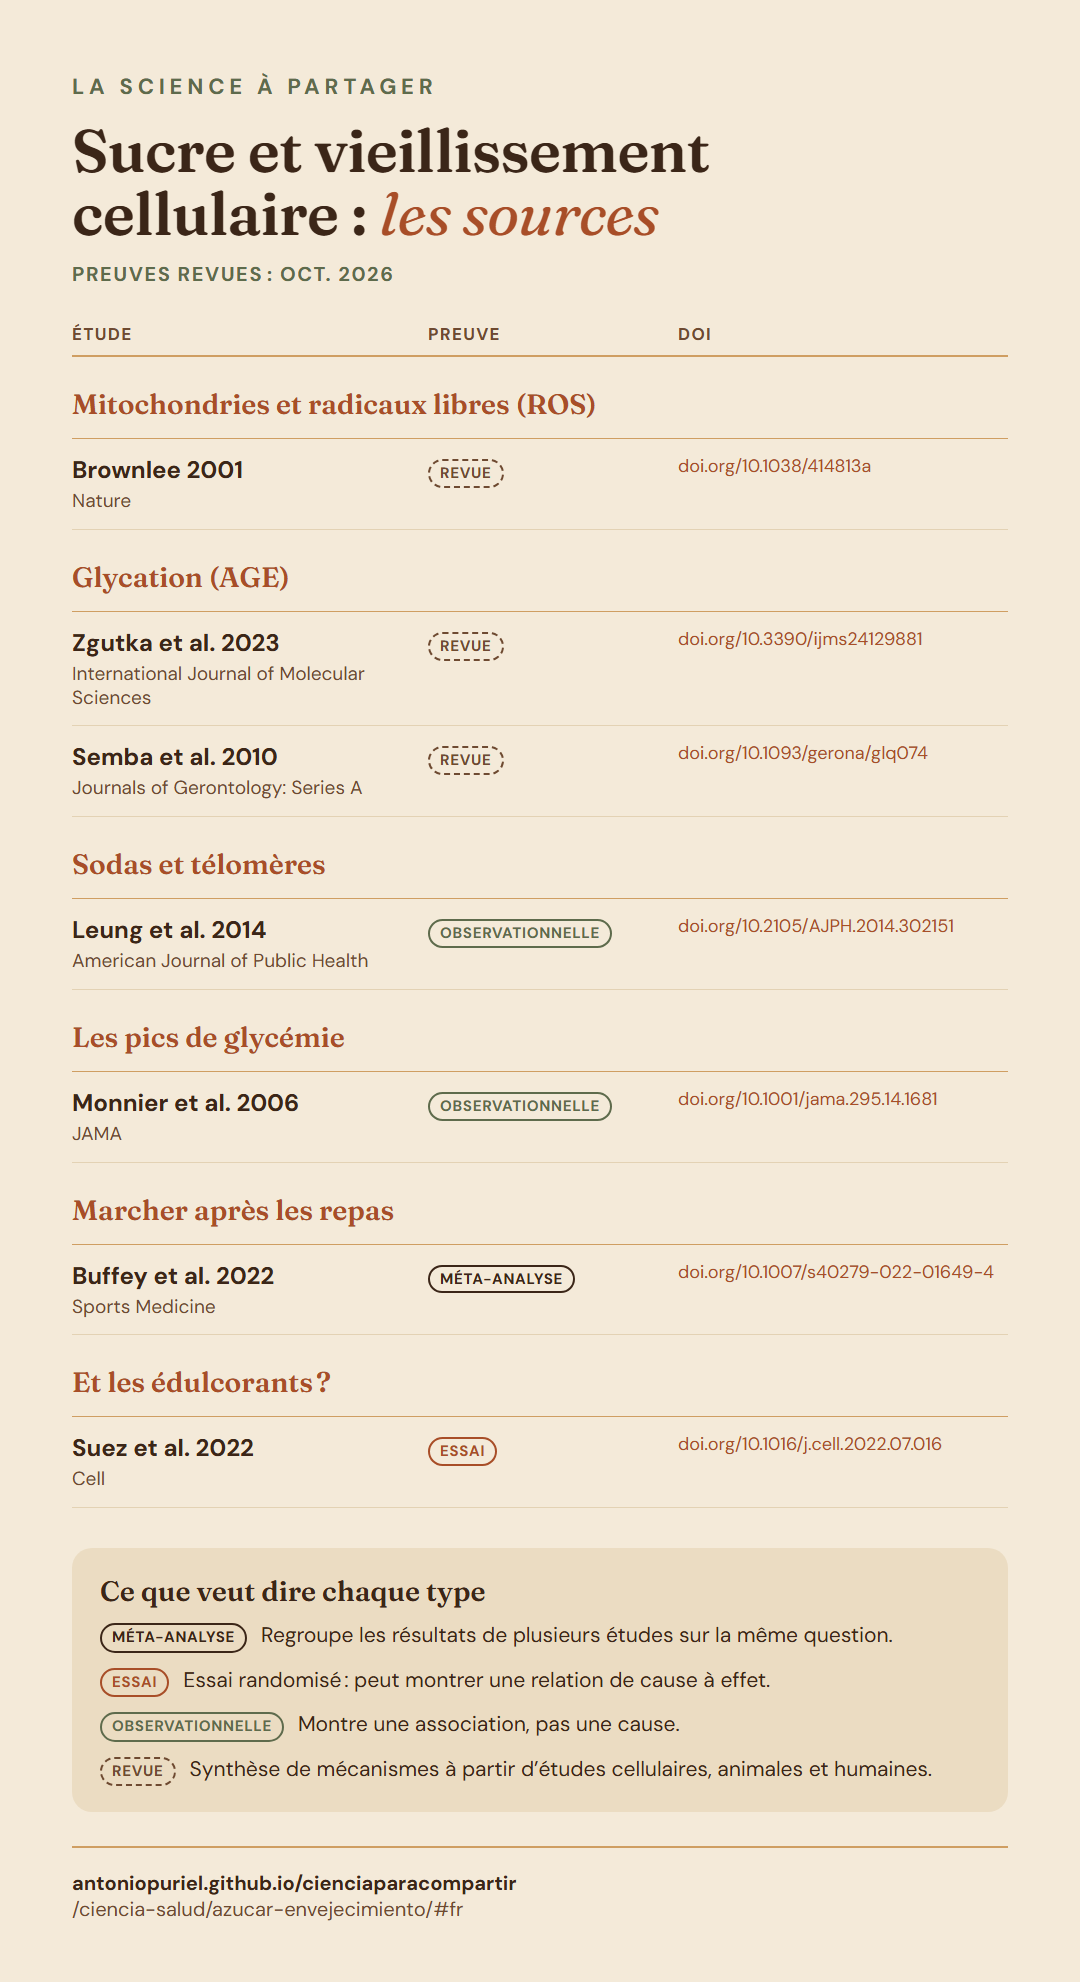 LA SCIENCE À PARTAGER
Sucre et vieillissement
cellulaire : les sources
PREUVES REVUES : OCT. 2026
ÉTUDE PREUVE DOI
Mitochondries et radicaux libres (ROS)
Brownlee 2001 REVUE doi.org/10.1038/414813a
Nature
Glycation (AGE)
Zgutka et al. 2023 REVUE doi.org/10.3390/ijms24129881
International Journal of Molecular
Sciences
Semba et al. 2010 REVUE doi.org/10.1093/gerona/glq074
Journals of Gerontology: Series A
Sodas et télomères
Leung et al. 2014 OBSERVATIONNELLE doi.org/10.2105/AJPH.2014.302151
American Journal of Public Health
Les pics de glycémie
Monnier et al. 2006 OBSERVATIONNELLE doi.org/10.1001/jama.295.14.1681
JAMA
Marcher après les repas
Buffey et al. 2022 MÉTA-ANALYSE doi.org/10.1007/s40279-022-01649-4
Sports Medicine
Et les édulcorants ?
Suez et al. 2022 ESSAI doi.org/10.1016/j.cell.2022.07.016
Cell
Ce que veut dire chaque type
MÉTA-ANALYSE Regroupe les résultats de plusieurs études sur la même question.
ESSAI Essai randomisé : peut montrer une relation de cause à effet.
OBSERVATIONNELLE Montre une association, pas une cause.
REVUE Synthèse de mécanismes à partir d’études cellulaires, animales et humaines.
antoniopuriel.github.io/cienciaparacompartir
/ciencia-salud/azucar-envejecimiento/#fr